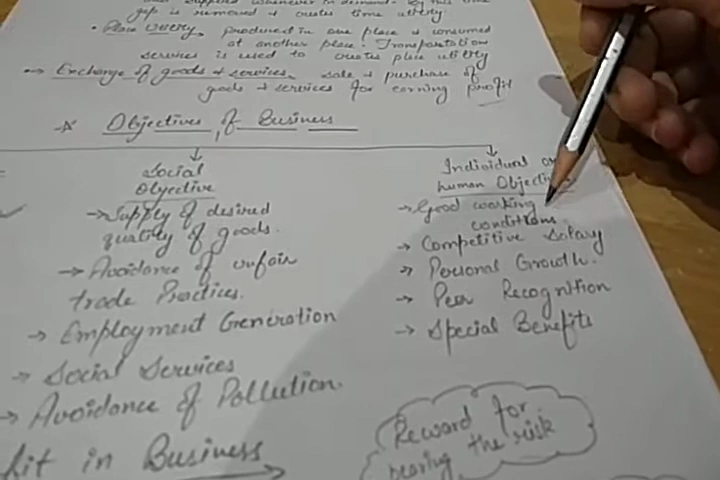 and supplied whenever in demand. By this time
gap is removed & creates time utility
• Place Utility produced in one place & consumed
at another place. Transportation
services is used to creates place utility
→ Exchange of goods & services. Sale & purchase of
goods & services for earning profit
Objectives of Business
Social
Objective
→ Supply of desired
quality of goods.
→ Avoidance of unfair
trade Practices.
→ Employment Generation
→ Social Services
→ Avoidance of Pollution.
Individual or
human Objective
→ Good working
conditions.
→ Competitive Salary
→ Personal Growth.
→ Peer Recognition
→ Special Benefits
in Business
Reward for
bearing the risk